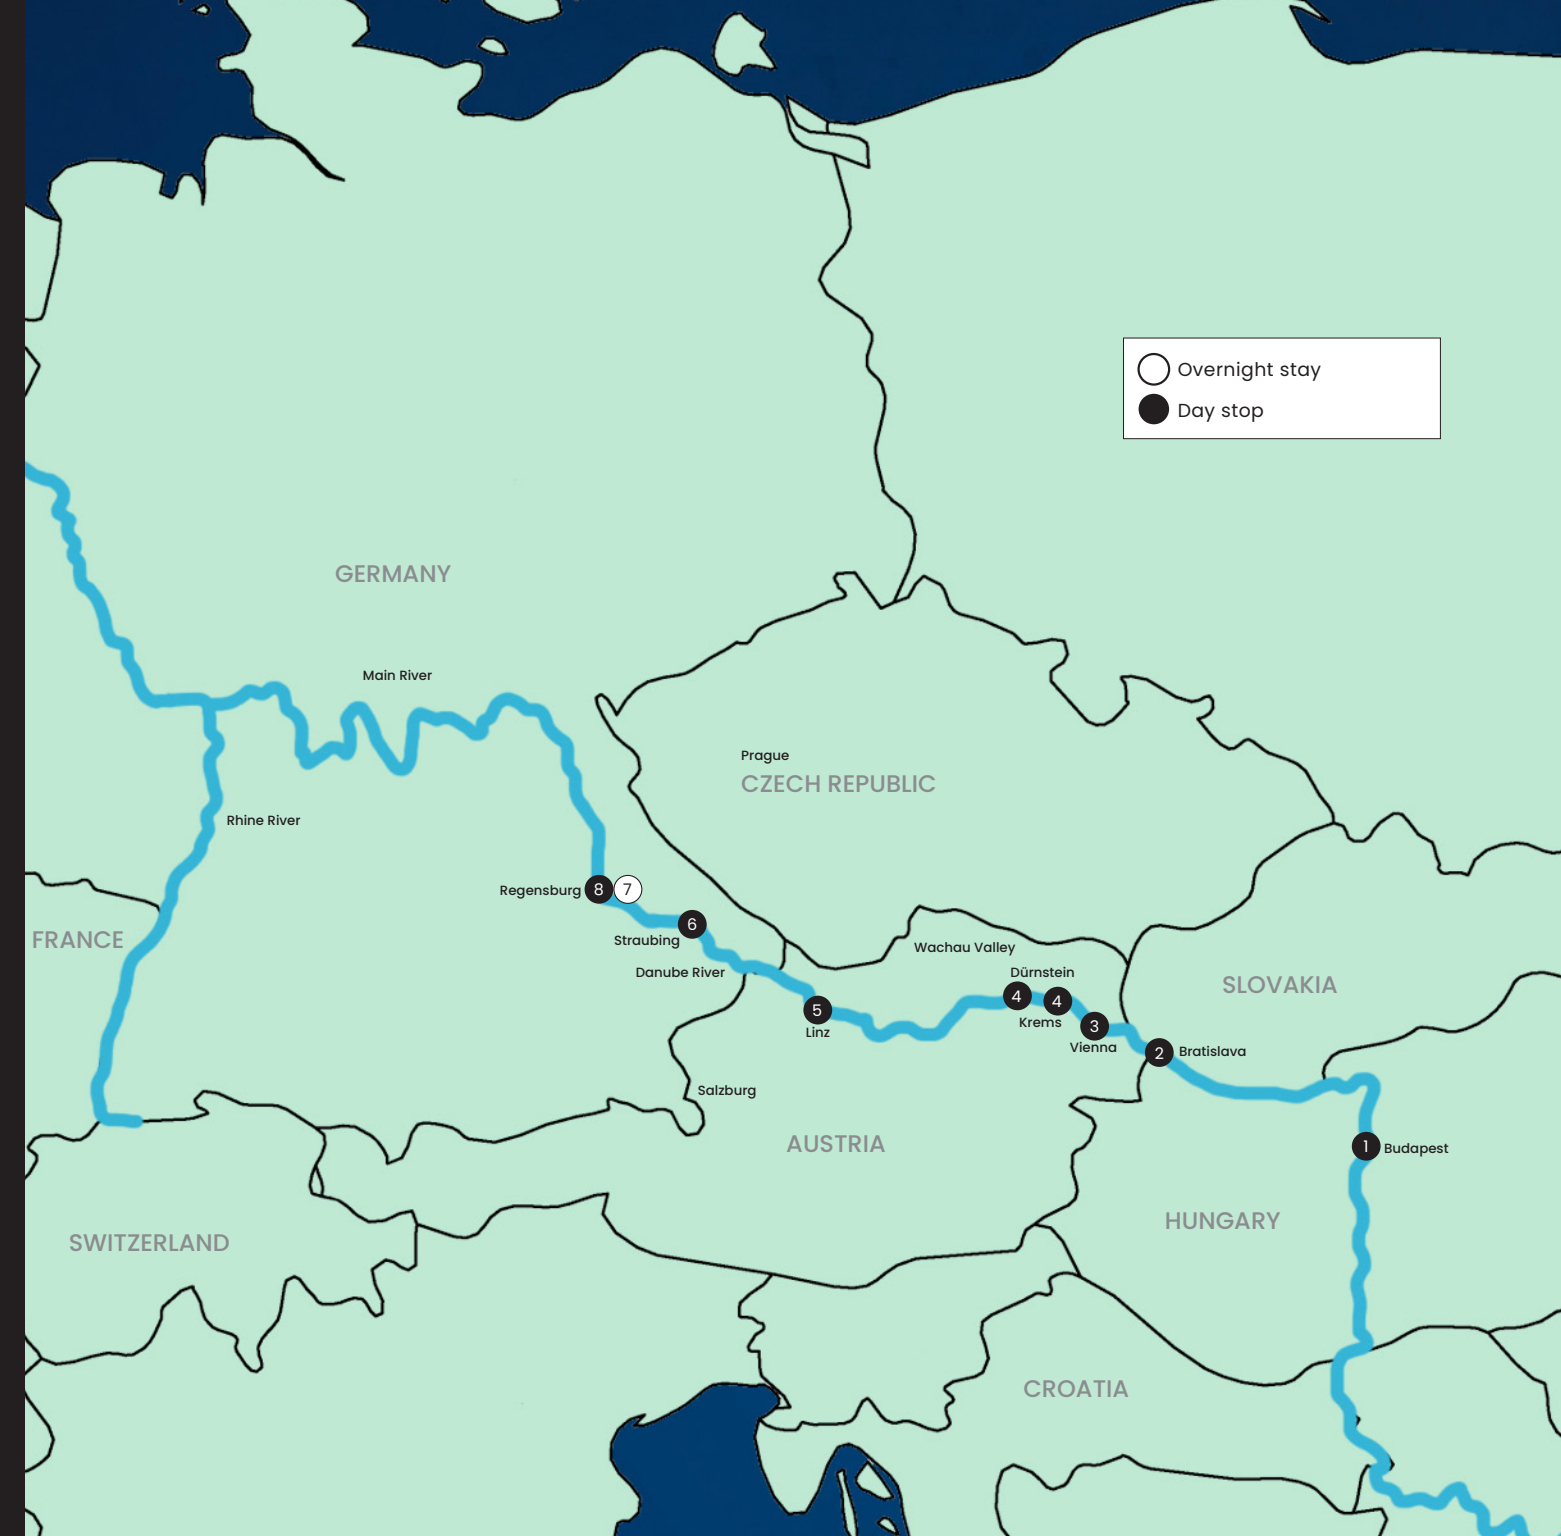 Overnight stay
Day stop
GERMANY
Main River
Prague
CZECH REPUBLIC
Rhine River
Regensburg 8 7
6
Straubing
FRANCE
Wachau Valley
Danube River
Dürnstein
SLOVAKIA
4 4
5
Krems
3
Linz
Vienna
2 Bratislava
Salzburg
AUSTRIA
1 Budapest
HUNGARY
SWITZERLAND
CROATIA